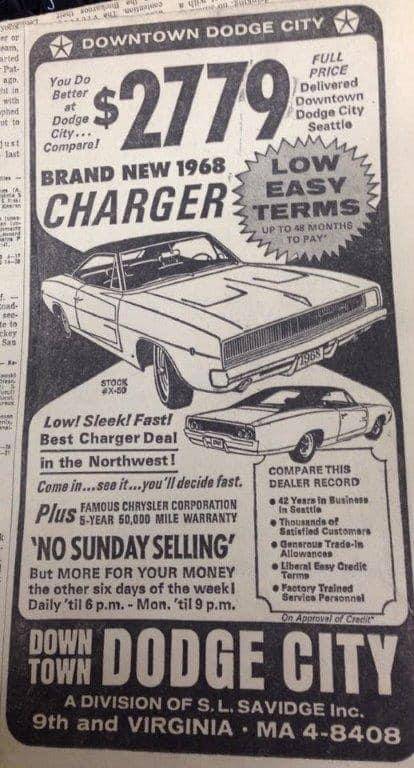 DOWNTOWN DODGE CITY
You Do
Better
at
Dodge
City...
Compare!
$2779
FULL
PRICE
Delivered
Downtown
Dodge City
Seattle
BRAND NEW 1968
CHARGER
LOW
EASY
TERMS
UP TO 48 MONTHS
TO PAY*
1968
STOCK
#X-50
Low! Sleek! Fast!
Best Charger Deal
in the Northwest!
Come in...see it...you'll decide fast.
Plus FAMOUS CHRYSLER CORPORATION
5-YEAR 50,000 MILE WARRANTY
'NO SUNDAY SELLING'
But MORE FOR YOUR MONEY
the other six days of the week!
Daily 'til 6 p.m. - Mon. 'til 9 p.m.
COMPARE THIS
DEALER RECORD
• 42 Years in Business
in Seattle
• Thousands of
Satisfied Customers
• Generous Trade-In
Allowances
• Liberal Easy Credit
Terms
• Factory Trained
Service Personnel
On Approval of Credit*
DOWN
TOWN DODGE CITY
A DIVISION OF S.L. SAVIDGE Inc.
9th and VIRGINIA • MA 4-8408